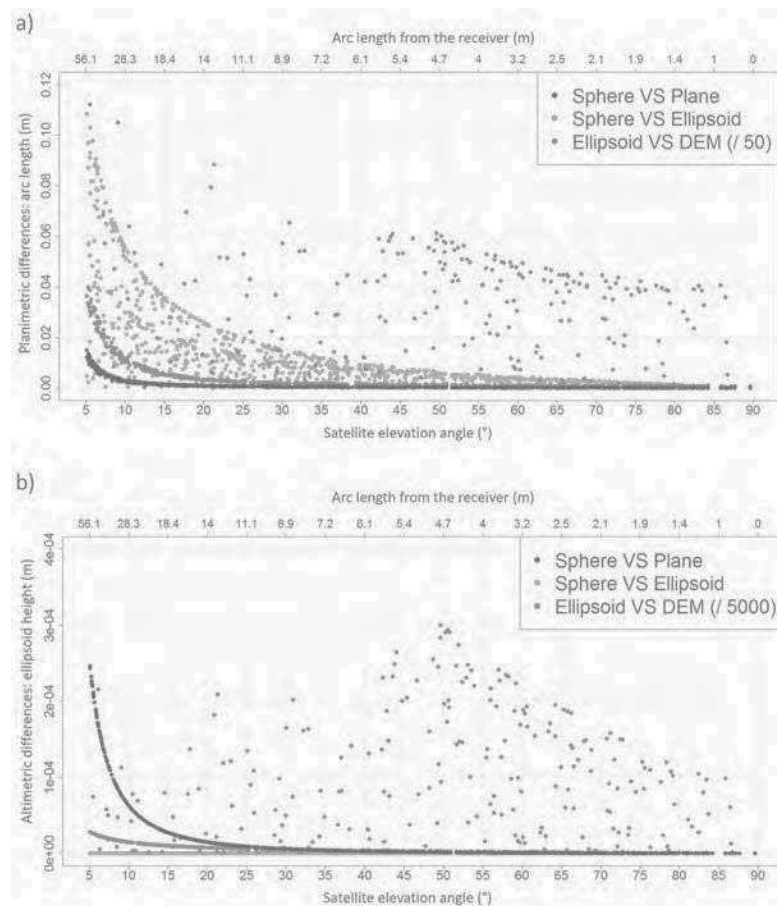 a)
Arc length from the receiver (m)
56.1 28.3 18.4 14 11.1 8.9 7.2 6.1 5.4 4.7 4 3.2 2.5 2.1 1.9 1.4 1 0
Planimetric differences: arc length (m)
0.12
0.10
0.08
0.06
0.04
0.02
0.00
Sphere VS Plane
Sphere VS Ellipsoid
Ellipsoid VS DEM (/ 50)
5 10 15 20 25 30 35 40 45 50 55 60 65 70 75 80 85 90
Satellite elevation angle (°)
b)
Arc length from the receiver (m)
56.1 28.3 18.4 14 11.1 8.9 7.2 6.1 5.4 4.7 4 3.2 2.5 2.1 1.9 1.4 1 0
Altimetric differences: ellipsoid height (m)
4e-04
3e-04
2e-04
1e-04
0e+00
Sphere VS Plane
Sphere VS Ellipsoid
Ellipsoid VS DEM (/ 5000)
5 10 15 20 25 30 35 40 45 50 55 60 65 70 75 80 85 90
Satellite elevation angle (°)